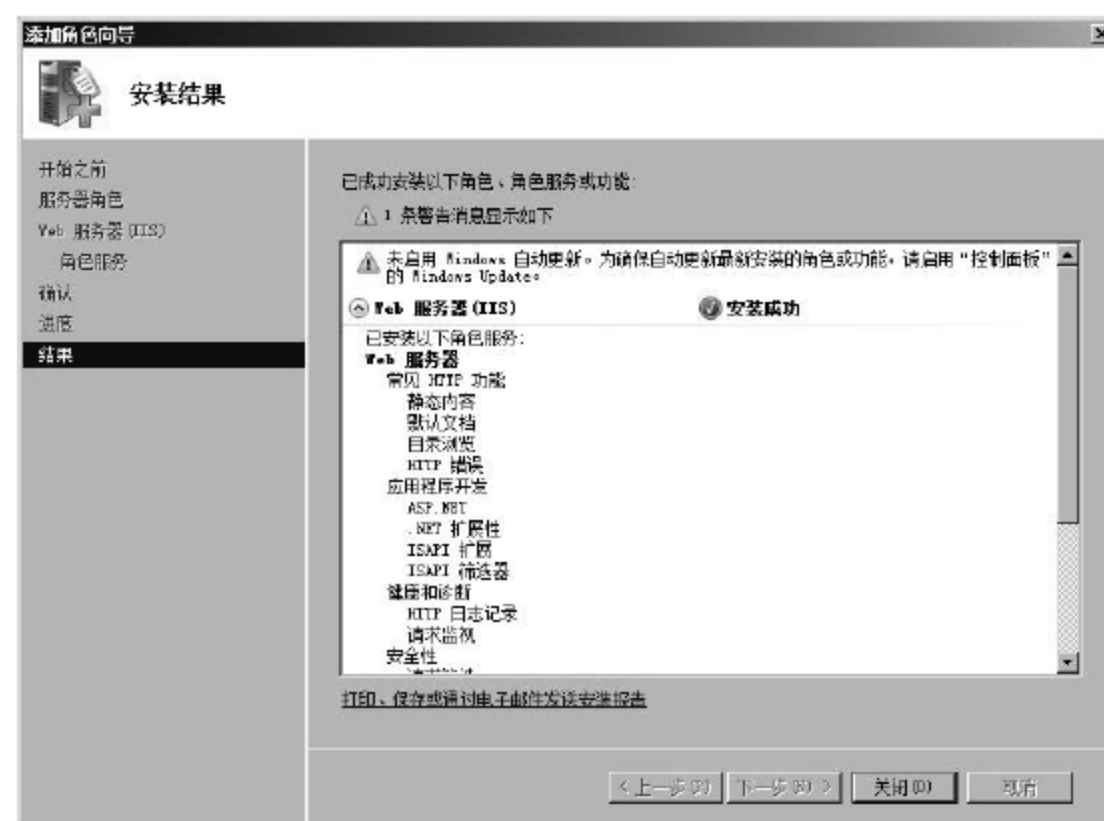 添加角色向导
安装结果
开始之前
服务器角色
Web 服务器(IIS)
角色服务
确认
进度
结果
已成功安装以下角色、角色服务或功能:
1 条警告消息显示如下
未启用 Windows 自动更新。为确保自动更新最新安装的角色或功能，请启用“控制面板”
的 Windows Update。
Web 服务器(IIS)
安装成功
已安装以下角色服务:
Web 服务器
常见 HTTP 功能
静态内容
默认文档
目录浏览
HTTP 错误
应用程序开发
ASP.NET
.NET 扩展性
ISAPI 扩展
ISAPI 筛选器
健康和诊断
HTTP 日志记录
请求监视
安全性
打印、保存或通过电子邮件发送安装报告
<上一步(P)
下一步(N) >
关闭(O)
取消